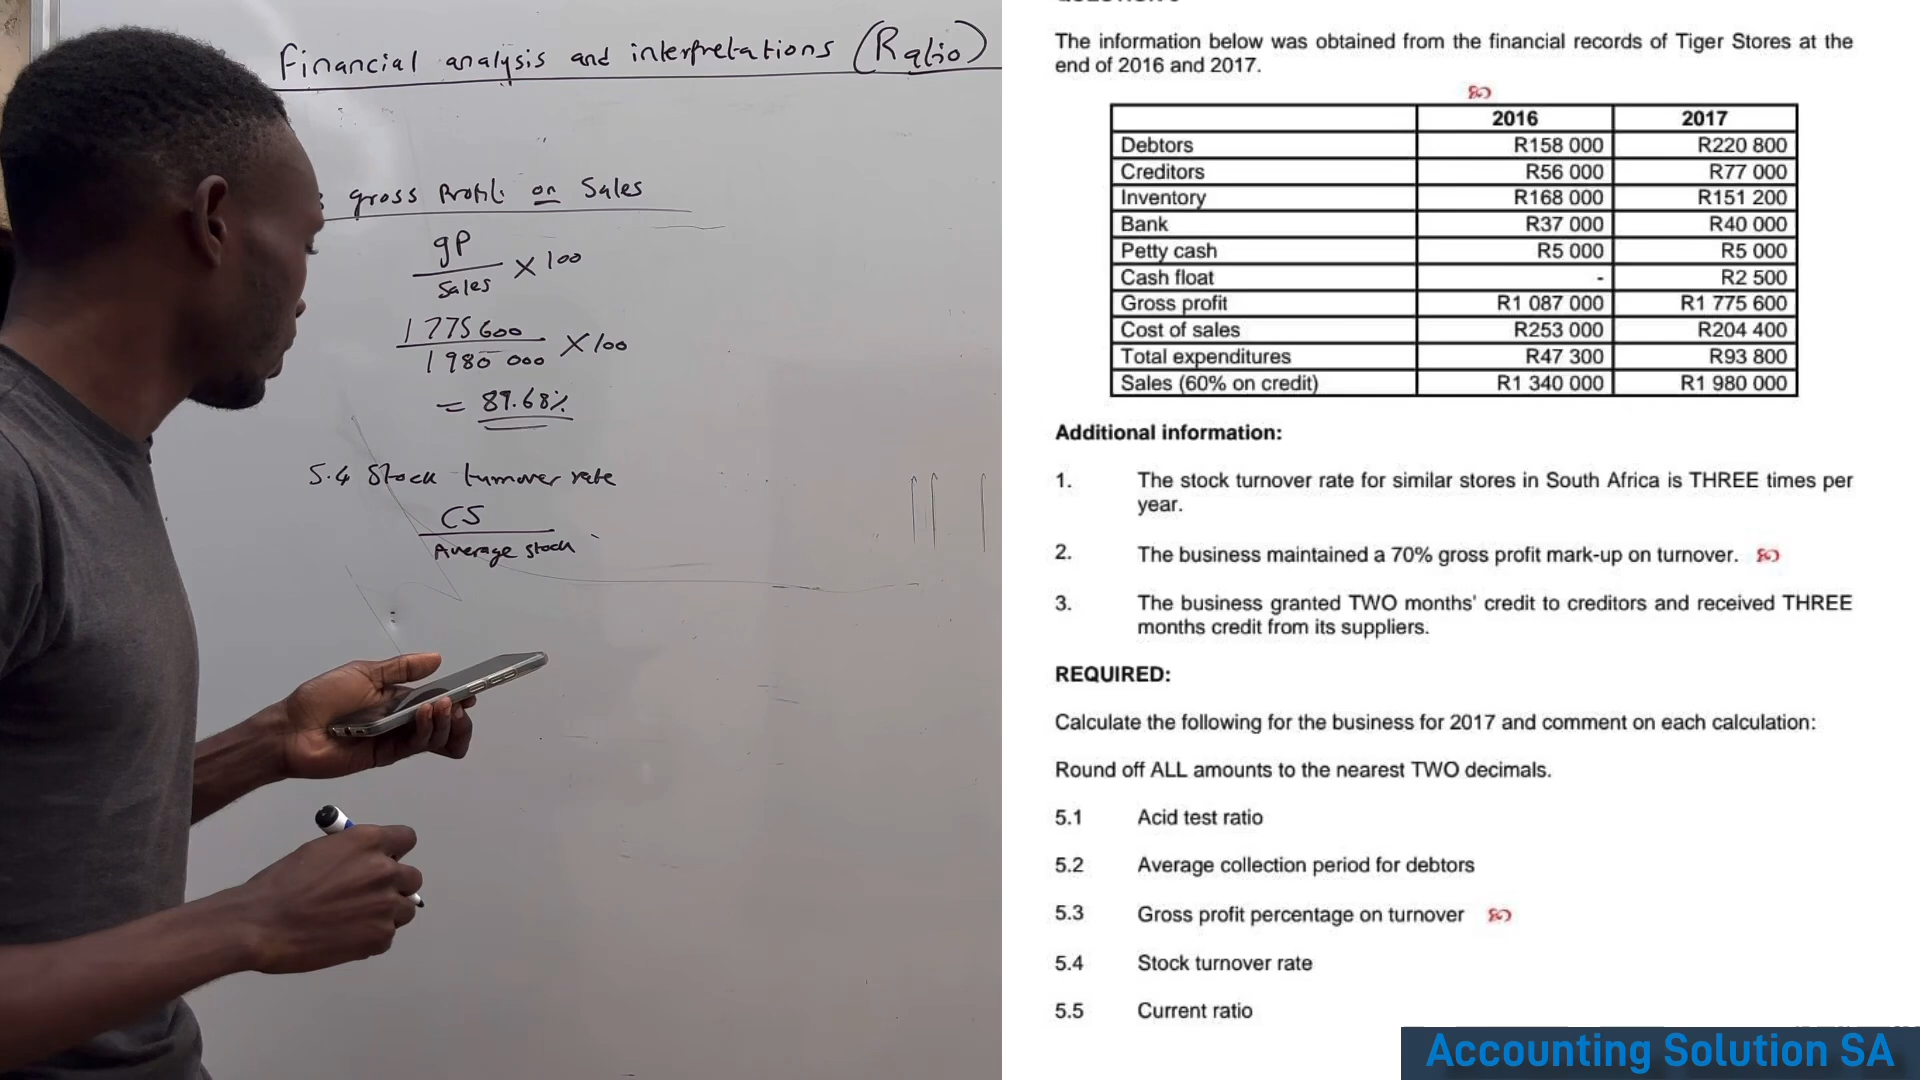 Financial analysis and interpretations (Ratio)
gross Profit on Sales
gP
Sales
× 100
1 775 600
1 980 000
× 100
= 89.68%
5.4 Stock turnover rate
CS
Average stock
The information below was obtained from the financial records of Tiger Stores at the
end of 2016 and 2017.
2016 2017
Debtors R158 000 R220 800
Creditors R56 000 R77 000
Inventory R168 000 R151 200
Bank R37 000 R40 000
Petty cash R5 000 R5 000
Cash float - R2 500
Gross profit R1 087 000 R1 775 600
Cost of sales R253 000 R204 400
Total expenditures R47 300 R93 800
Sales (60% on credit) R1 340 000 R1 980 000
Additional information:
1. The stock turnover rate for similar stores in South Africa is THREE times per
year.
2. The business maintained a 70% gross profit mark-up on turnover.
3. The business granted TWO months' credit to creditors and received THREE
months credit from its suppliers.
REQUIRED:
Calculate the following for the business for 2017 and comment on each calculation:
Round off ALL amounts to the nearest TWO decimals.
5.1 Acid test ratio
5.2 Average collection period for debtors
5.3 Gross profit percentage on turnover
5.4 Stock turnover rate
5.5 Current ratio
Accounting Solution SA